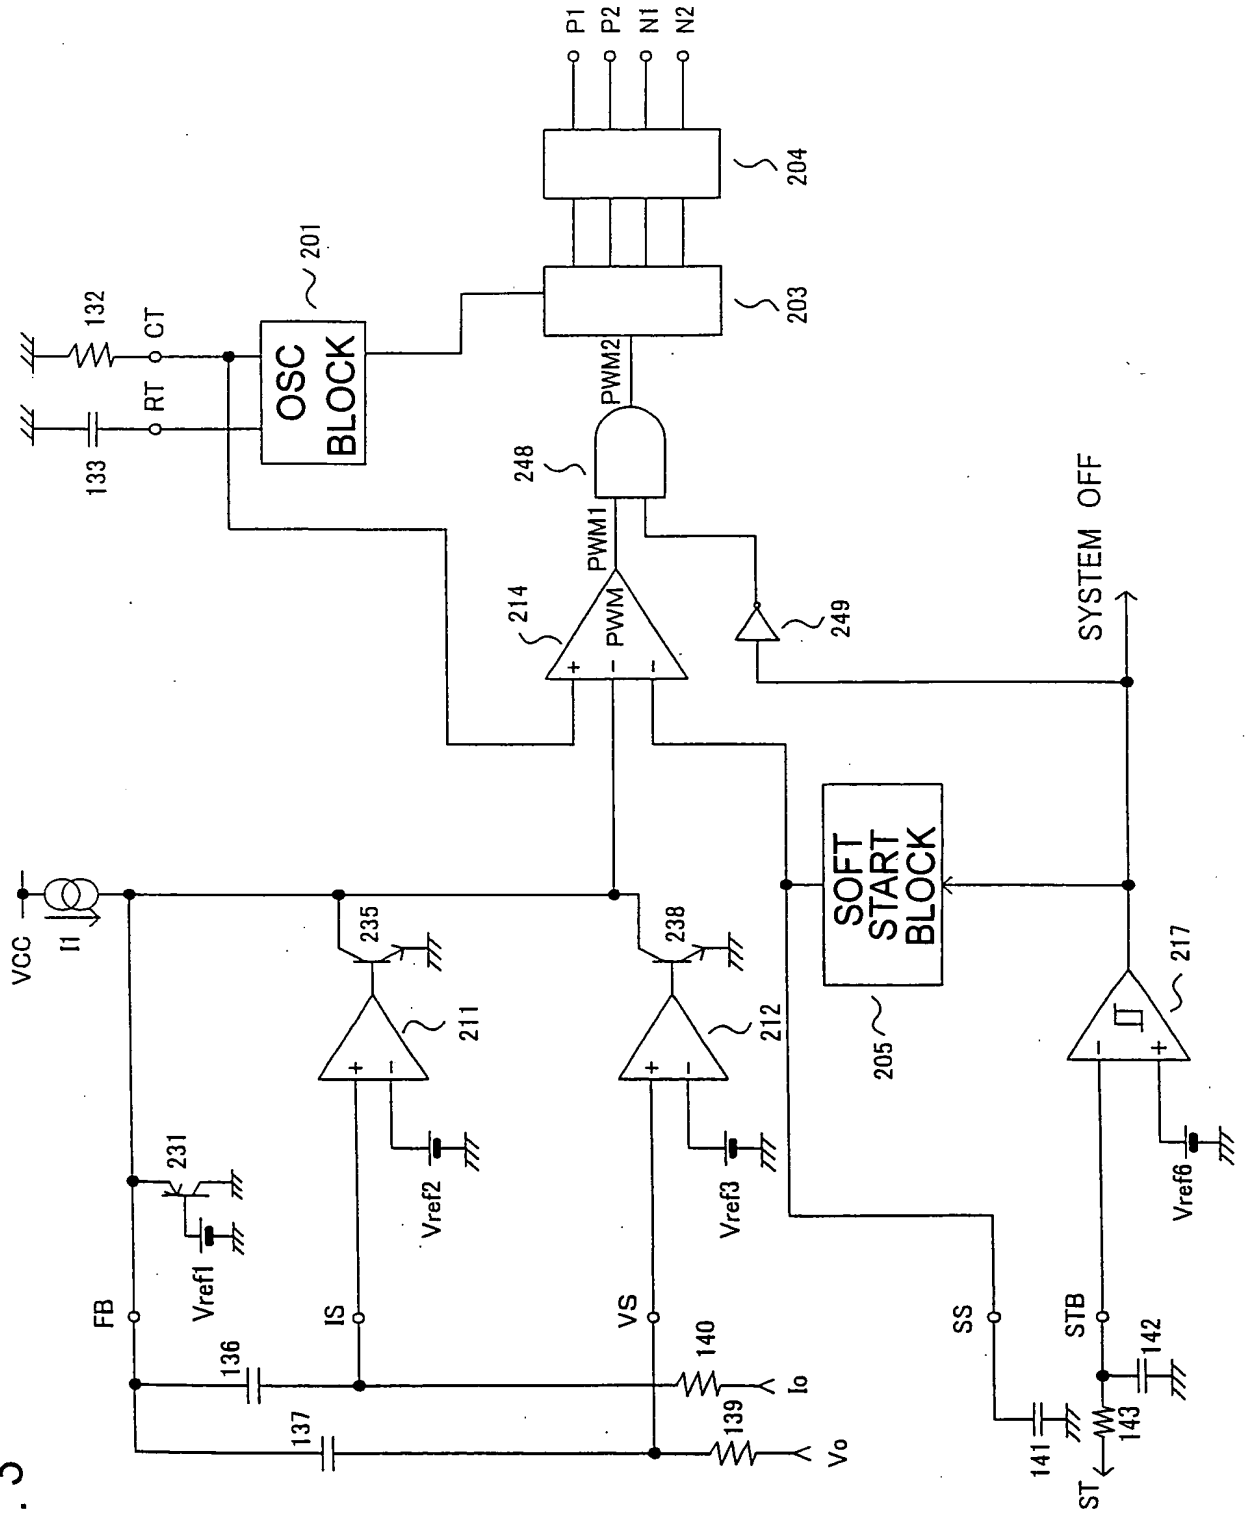 .5
VCC
I1
FB
231
Vref1
136
137
IS
235
211
Vref2
VS
238
212
Vref3
140
Io
139
Vo
133
132
RT
CT
OSC
BLOCK
201
P1
P2
N1
N2
204
203
PWM2
248
PWM1
214
PWM
+
−
−
249
SYSTEM OFF
SOFT
START
BLOCK
205
217
+
−
+
−
−
+
Vref6
SS
STB
141
142
143
ST